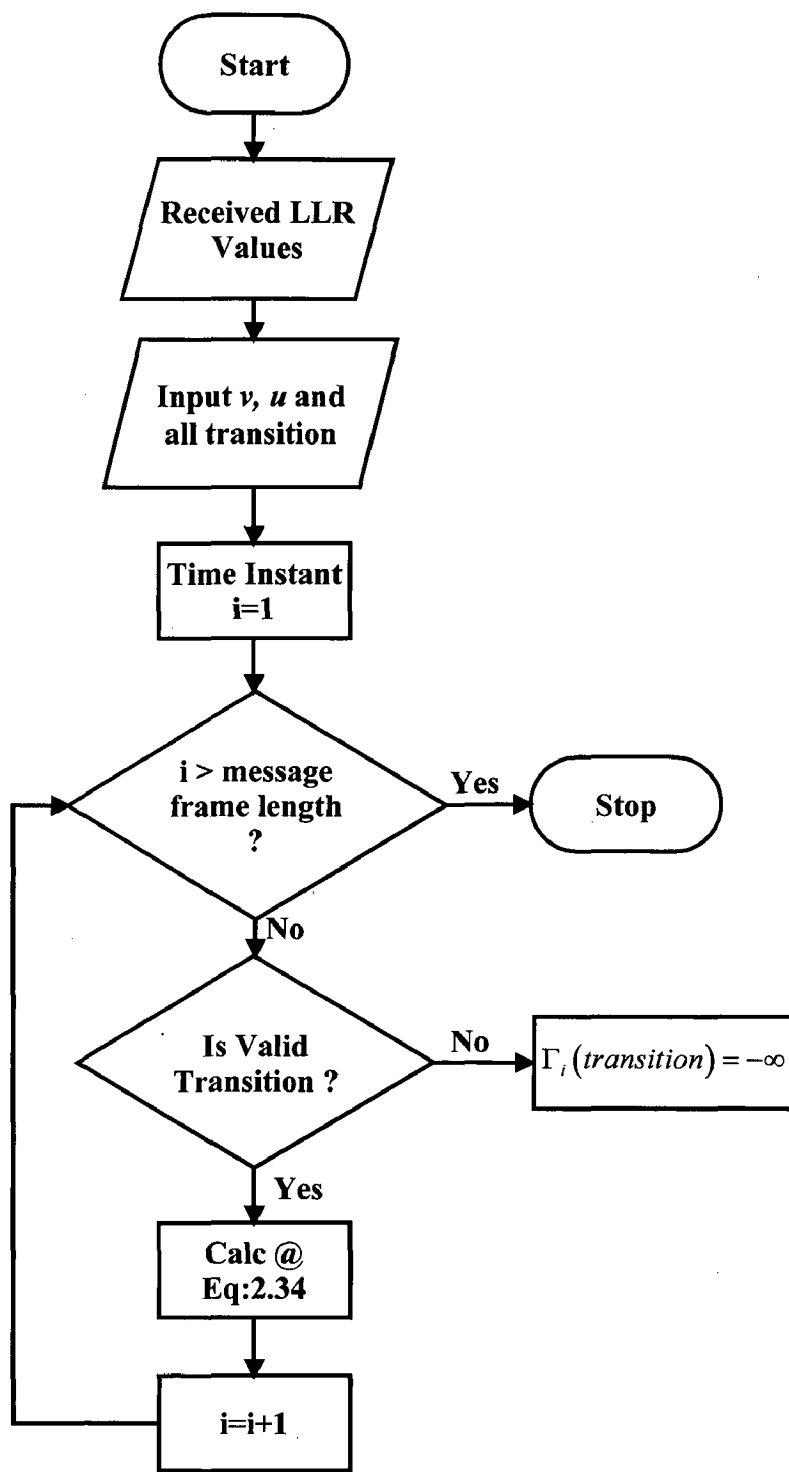 Start
Received LLR
Values
Input v, u and
all transition
Time Instant
i=1
i > message
frame length
?
Yes
Stop
No
Is Valid
Transition ?
No
Γᵢ(transition) = −∞
Yes
Calc @
Eq:2.34
i=i+1